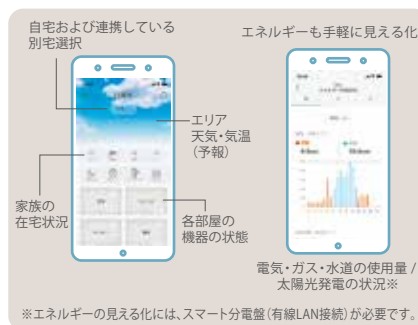 自宅および連携している
別宅選択
エリア
天気・気温
（予報）
家族の
在宅状況
各部屋の
機器の状態
エネルギーも手軽に見える化
電気・ガス・水道の使用量 /
太陽光発電の状況※
※エネルギーの見える化には、スマート分電盤（有線LAN接続）が必要です。